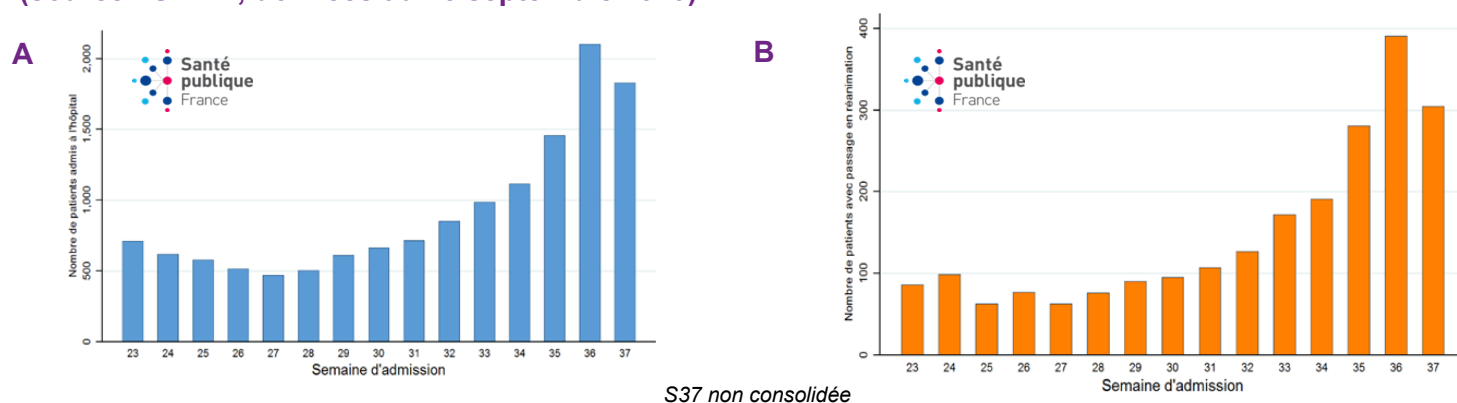 A
Santé
publique
France
Nombre de patients admis à l'hôpital
2.000
1.500
1.000
500
0
23 24 25 26 27 28 29 30 31 32 33 34 35 36 37
Semaine d'admission
B
Santé
publique
France
Nombre de patients avec passage en réanimation
400
300
200
100
0
23 24 25 26 27 28 29 30 31 32 33 34 35 36 37
Semaine d'admission
S37 non consolidée